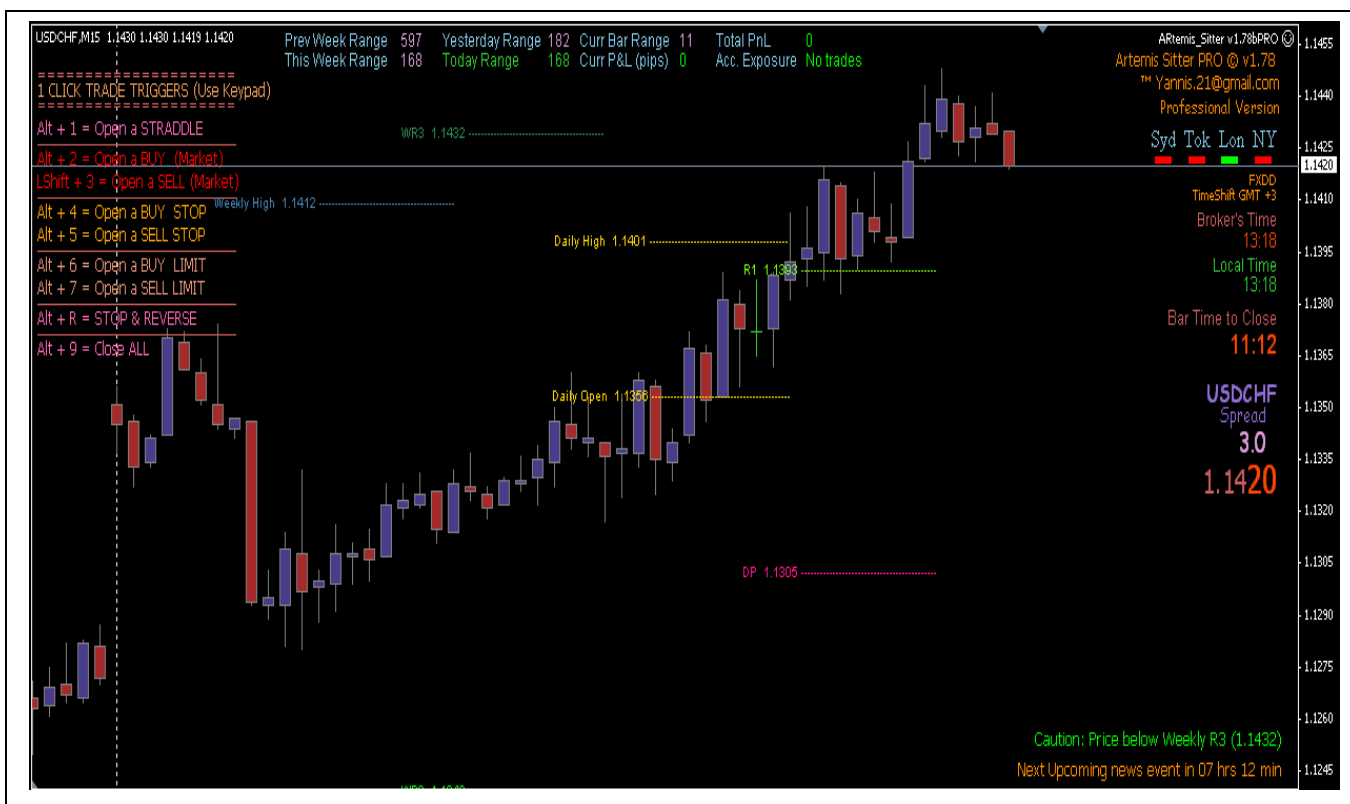 USDCHF,M15 1.1430 1.1430 1.1419 1.1420
Prev Week Range 597 Yesterday Range 182 Curr Bar Range 11 Total PnL 0
This Week Range 168 Today Range 168 Curr P&L (pips) 0 Acc. Exposure No trades
ARtemis_Sitter v1.78bPRO ☺
Artemis Sitter PRO © v1.78
™ Yannis.21@gmail.com
Professional Version
Syd Tok Lon NY
FXDD
TimeShift GMT +3
Broker's Time
13:18
Local Time
13:18
Bar Time to Close
11:12
USDCHF
Spread
3.0
1.1420
==========================
1 CLICK TRADE TRIGGERS (Use Keypad)
==========================
Alt + 1 = Open a STRADDLE
Alt + 2 = Open a BUY (Market)
LShift + 3 = Open a SELL (Market)
Alt + 4 = Open a BUY STOP
Alt + 5 = Open a SELL STOP
Alt + 6 = Open a BUY LIMIT
Alt + 7 = Open a SELL LIMIT
Alt + R = STOP & REVERSE
Alt + 9 = Close ALL
WR3 1.1432
Weekly High 1.1412
Daily High 1.1401
R1 1.1393
Daily Open 1.1356
DP 1.1305
Caution: Price below Weekly R3 (1.1432)
Next Upcoming news event in 07 hrs 12 min
1.1455
1.1440
1.1425
1.1420
1.1410
1.1395
1.1380
1.1365
1.1350
1.1335
1.1320
1.1305
1.1290
1.1275
1.1260
1.1245